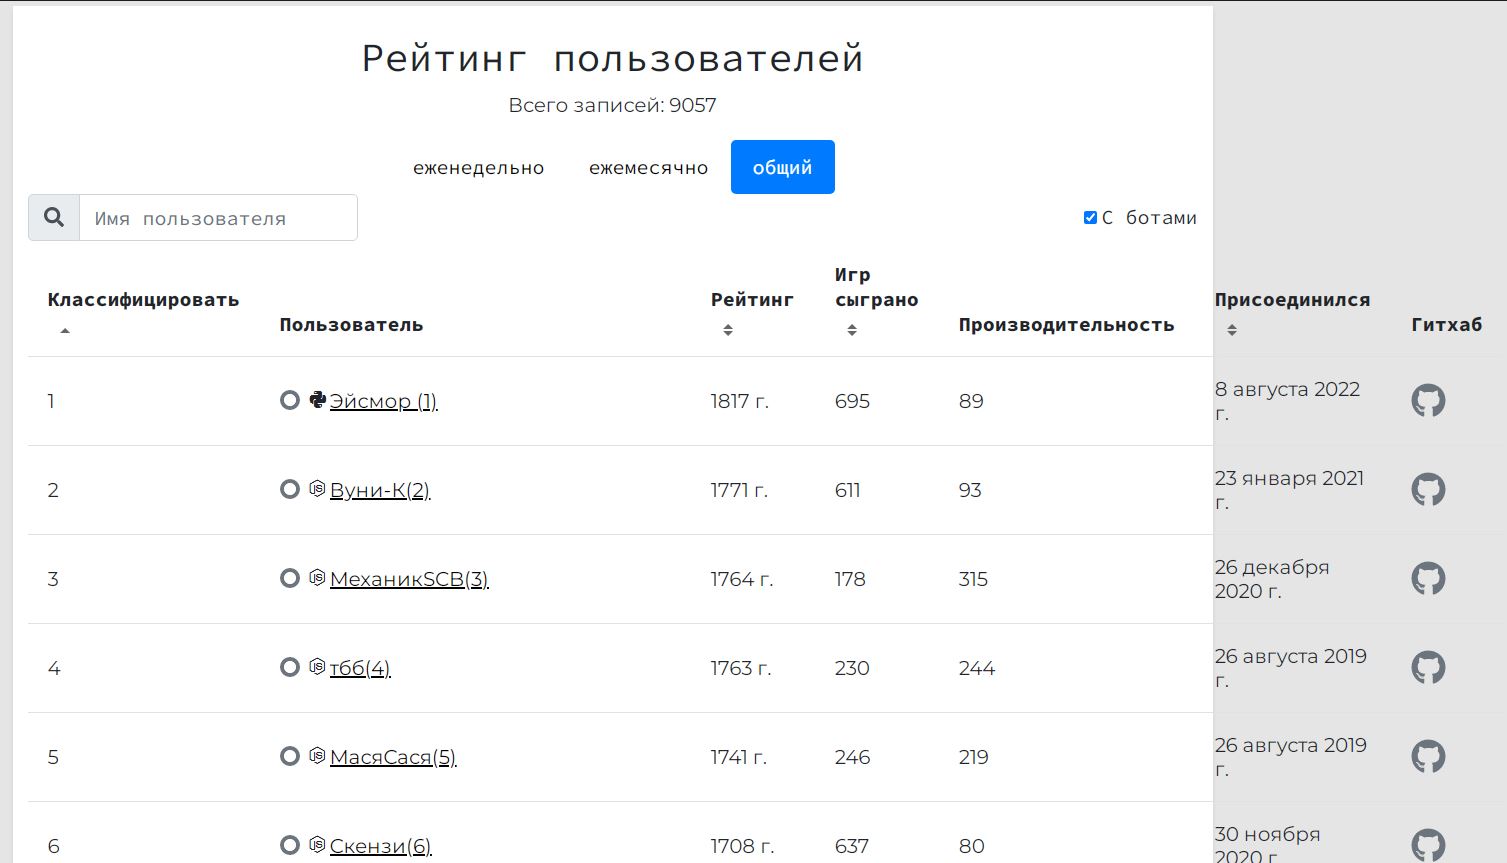 Рейтинг пользователей
Всего записей: 9057
еженедельно ежемесячно общий
Имя пользователя С ботами
Классифицировать Пользователь Рейтинг Игр сыграно Производительность Присоединился Гитхаб
1 Эйсмор (1) 1817 г. 695 89 8 августа 2022 г.
2 Вуни-К(2) 1771 г. 611 93 23 января 2021 г.
3 МеханикSCB(3) 1764 г. 178 315 26 декабря 2020 г.
4 тбб(4) 1763 г. 230 244 26 августа 2019 г.
5 МасяСася(5) 1741 г. 246 219 26 августа 2019 г.
6 Скензи(6) 1708 г. 637 80 30 ноября 2020 г.